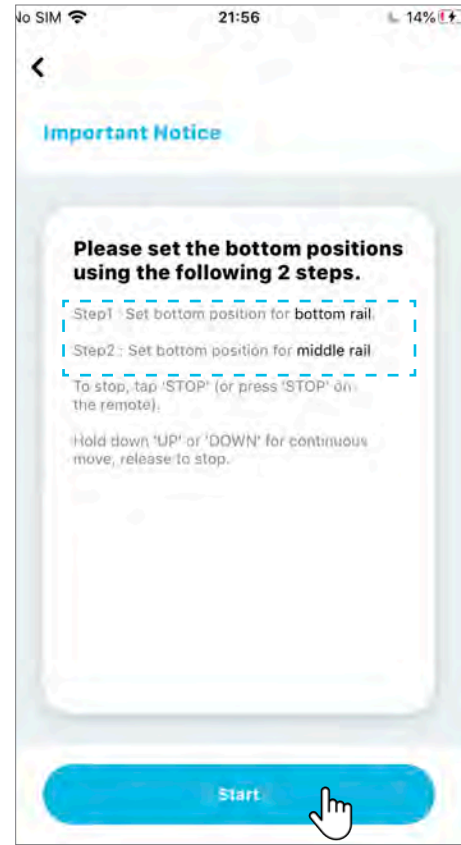 No SIM 21:56 14%
Important Notice
Please set the bottom positions
using the following 2 steps.
Step1 : Set bottom position for bottom rail
Step2 : Set bottom position for middle rail
To stop, tap 'STOP' (or press 'STOP' on
the remote).
Hold down 'UP' or 'DOWN' for continuous
move, release to stop.
Start